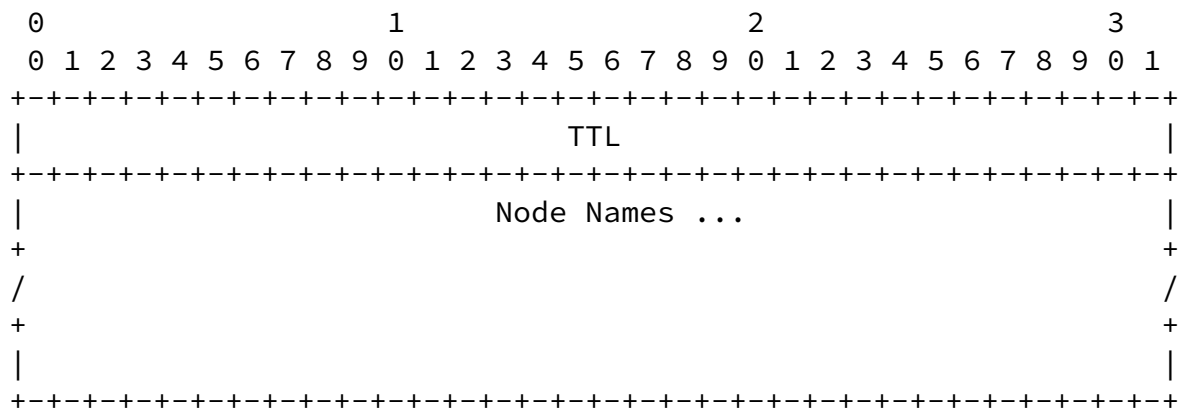 0                   1                   2                   3
 0 1 2 3 4 5 6 7 8 9 0 1 2 3 4 5 6 7 8 9 0 1 2 3 4 5 6 7 8 9 0 1
+-+-+-+-+-+-+-+-+-+-+-+-+-+-+-+-+-+-+-+-+-+-+-+-+-+-+-+-+-+-+-+-+
|                              TTL                              |
+-+-+-+-+-+-+-+-+-+-+-+-+-+-+-+-+-+-+-+-+-+-+-+-+-+-+-+-+-+-+-+-+
|                          Node Names ...                       |
+                                                               +
/                                                               /
+                                                               +
|                                                               |
+-+-+-+-+-+-+-+-+-+-+-+-+-+-+-+-+-+-+-+-+-+-+-+-+-+-+-+-+-+-+-+-+